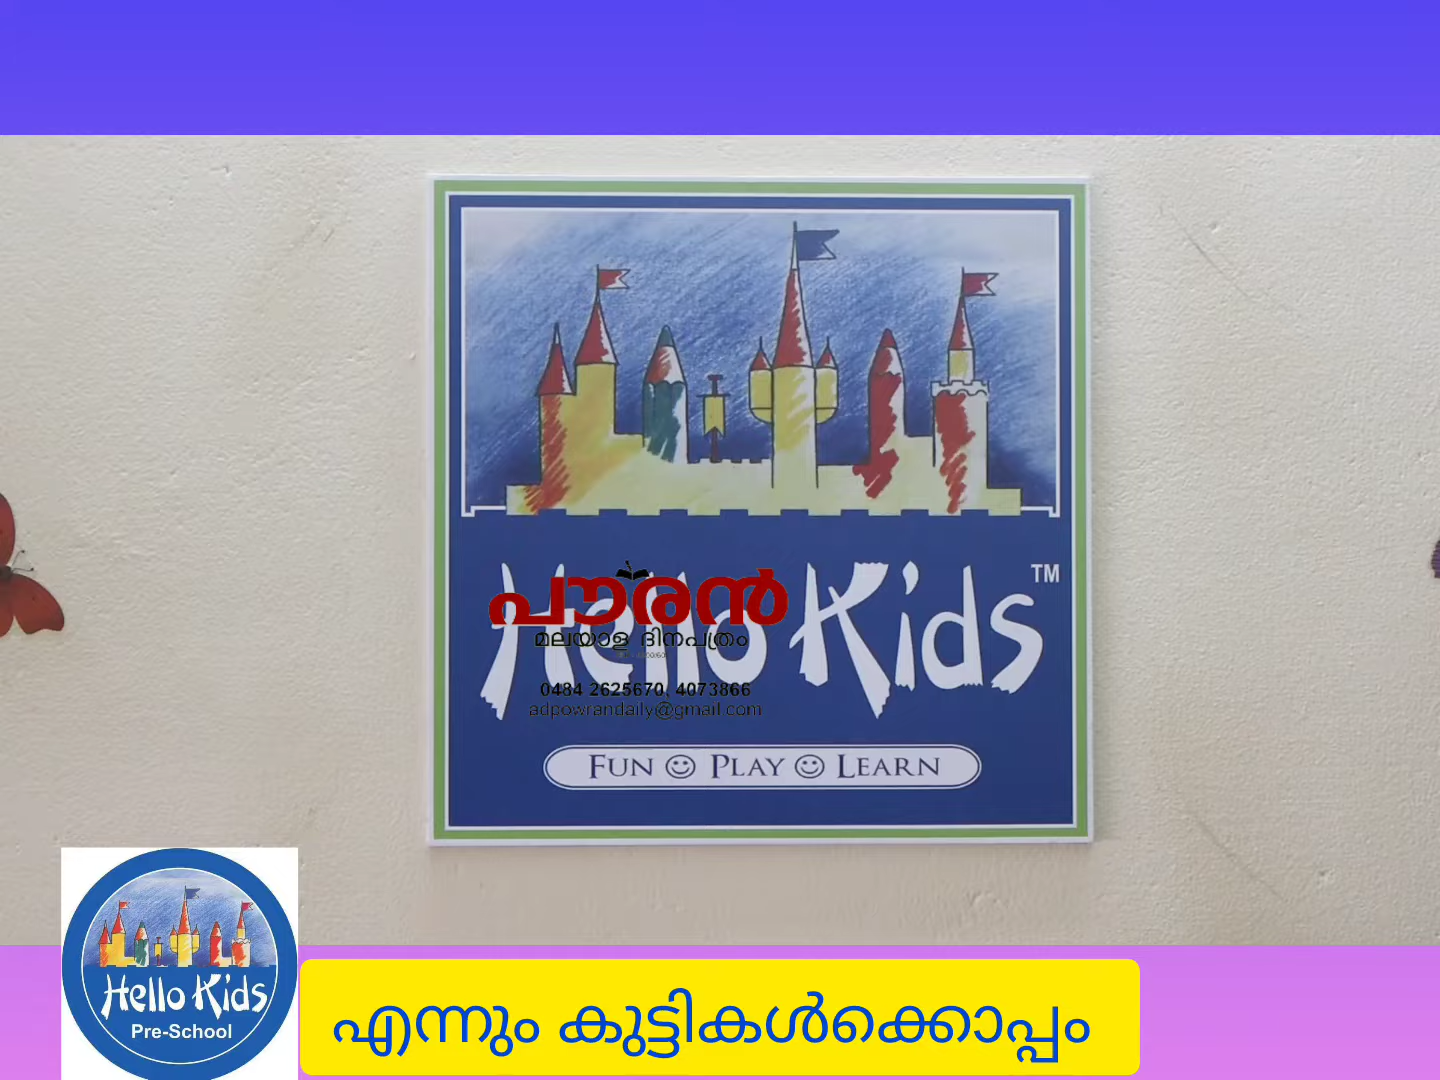 Hello Kids TM
പൗരൻ
മലയാള ദിനപത്രം
0484 2625670, 4073866
adpowrandaily@gmail.com
FUN ☺ PLAY ☺ LEARN
Hello Kids
Pre-School
എന്നും കുട്ടികൾക്കൊപ്പം